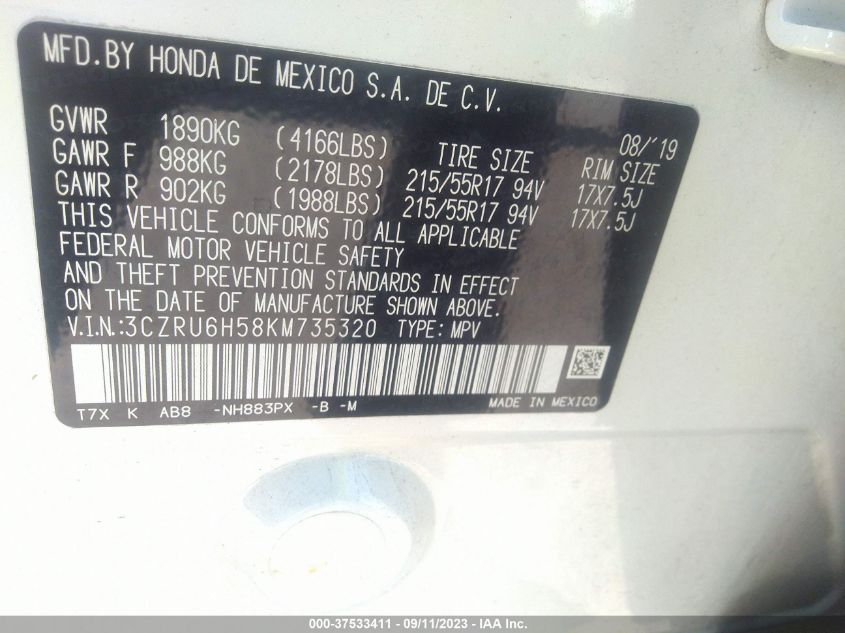 MFD.BY HONDA DE MEXICO S.A. DE C.V.
08/'19
GVWR 1890KG (4166LBS) TIRE SIZE RIM SIZE
GAWR F 988KG (2178LBS) 215/55R17 94V 17X7.5J
GAWR R 902KG (1988LBS) 215/55R17 94V 17X7.5J
THIS VEHICLE CONFORMS TO ALL APPLICABLE
FEDERAL MOTOR VEHICLE SAFETY
AND THEFT PREVENTION STANDARDS IN EFFECT
ON THE DATE OF MANUFACTURE SHOWN ABOVE.
V.I.N.:3CZRU6H58KM735320 TYPE: MPV
T7X K AB8 -NH883PX -B -M MADE IN MEXICO
000-37533411 - 09/11/2023 - IAA Inc.